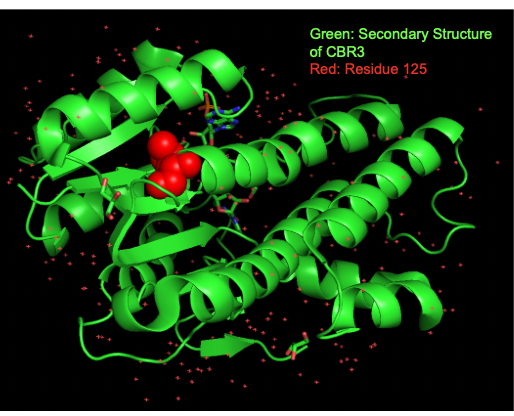 Green: Secondary Structure
of CBR3
Red: Residue 125